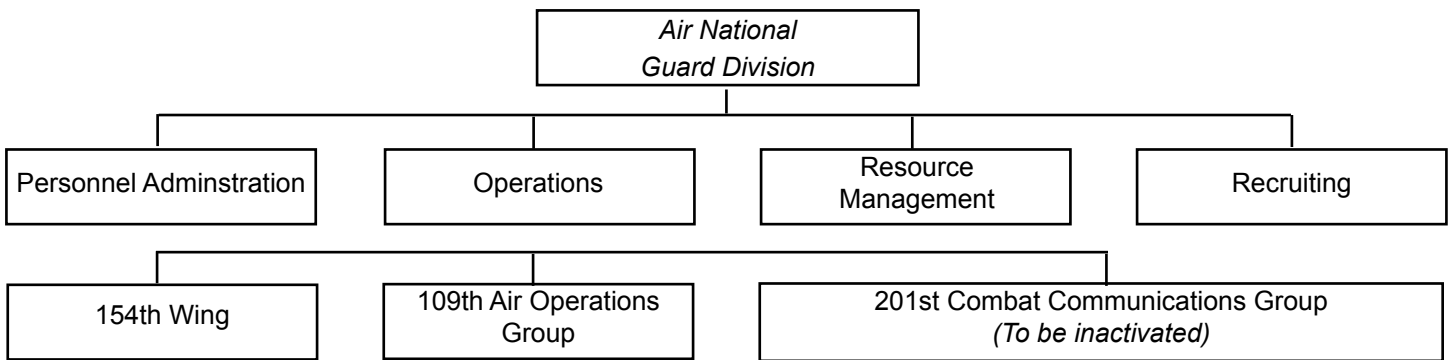 Air National
Guard Division
Personnel Adminstration
Operations
Resource
Management
Recruiting
154th Wing
109th Air Operations
Group
201st Combat Communications Group
(To be inactivated)